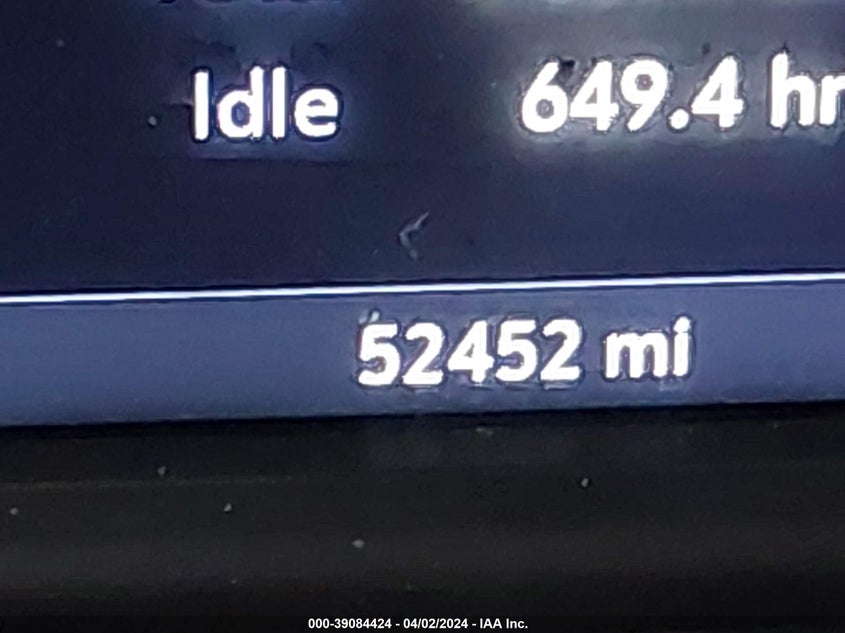 Idle 649.4 hr
52452 mi
000-39084424 - 04/02/2024 - IAA Inc.